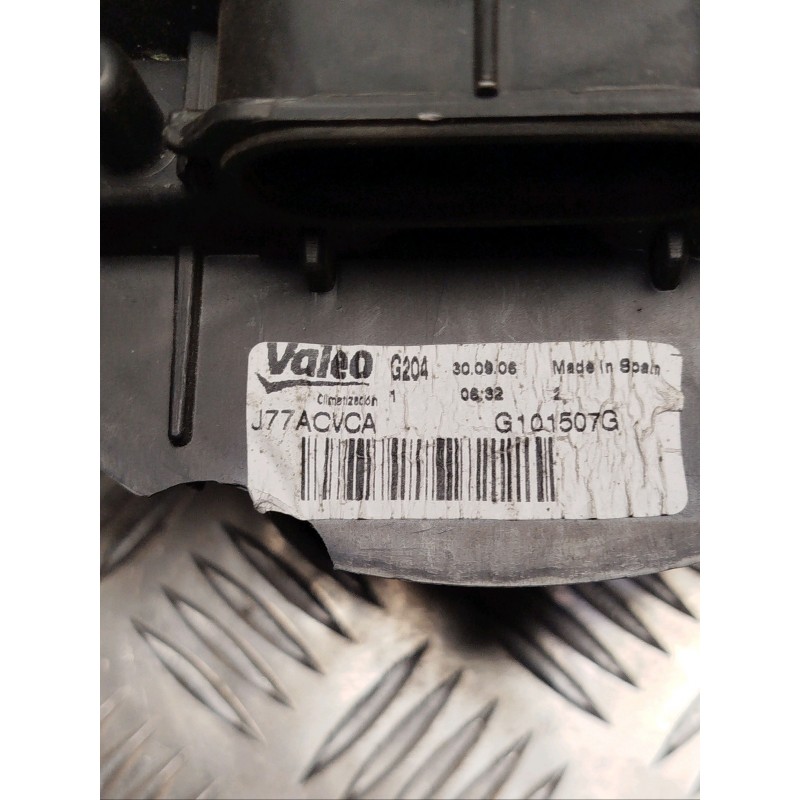 Valeo G204 30.09.06 Made in Spain
Climatización 1 06:32 2
J77ACVCA G101507G